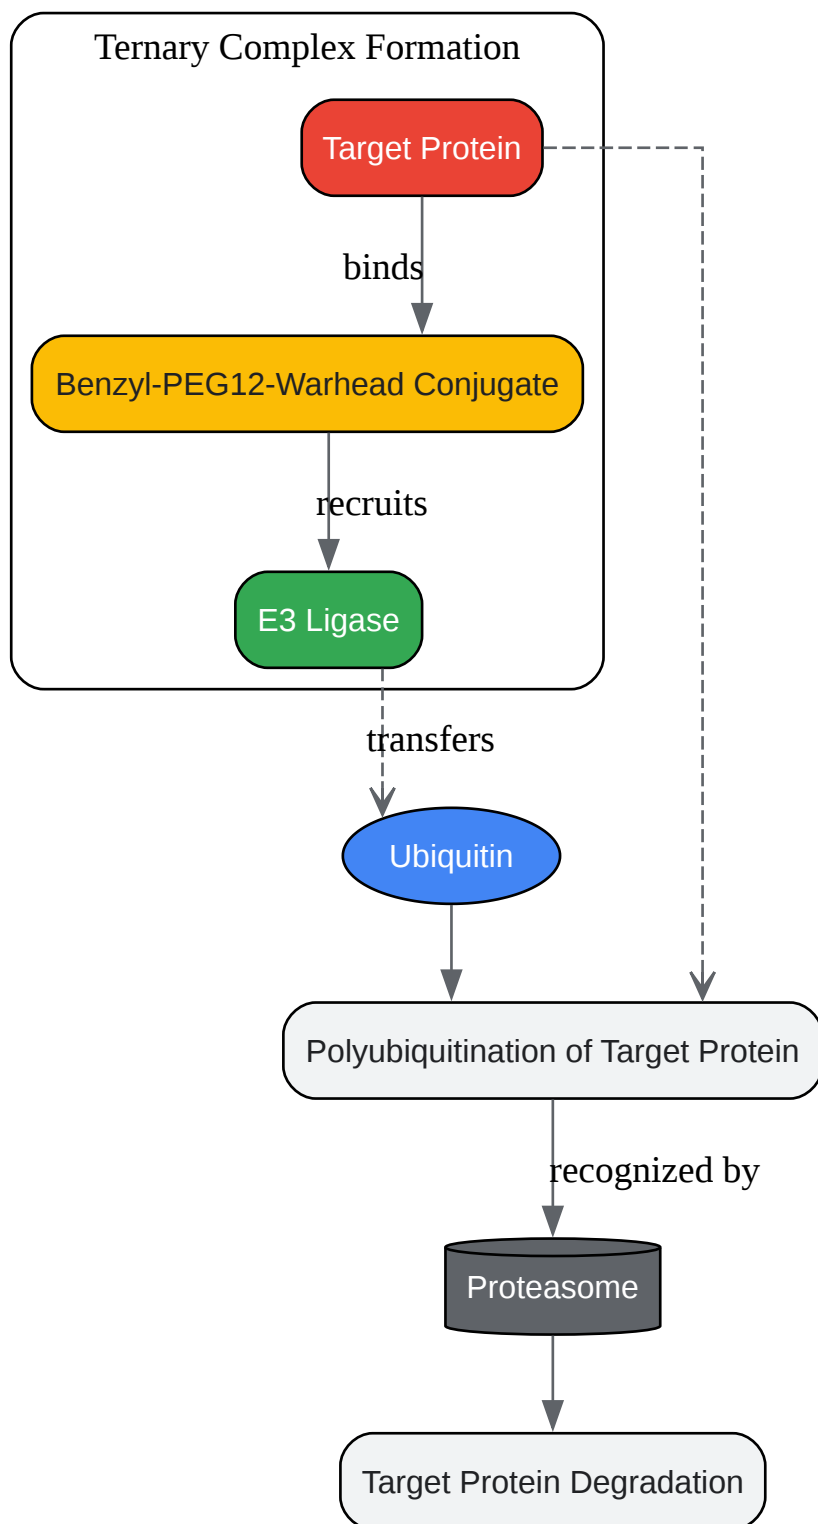 Ternary Complex Formation
Target Protein
binds
Benzyl-PEG12-Warhead Conjugate
recruits
E3 Ligase
transfers
Ubiquitin
Polyubiquitination of Target Protein
recognized by
Proteasome
Target Protein Degradation